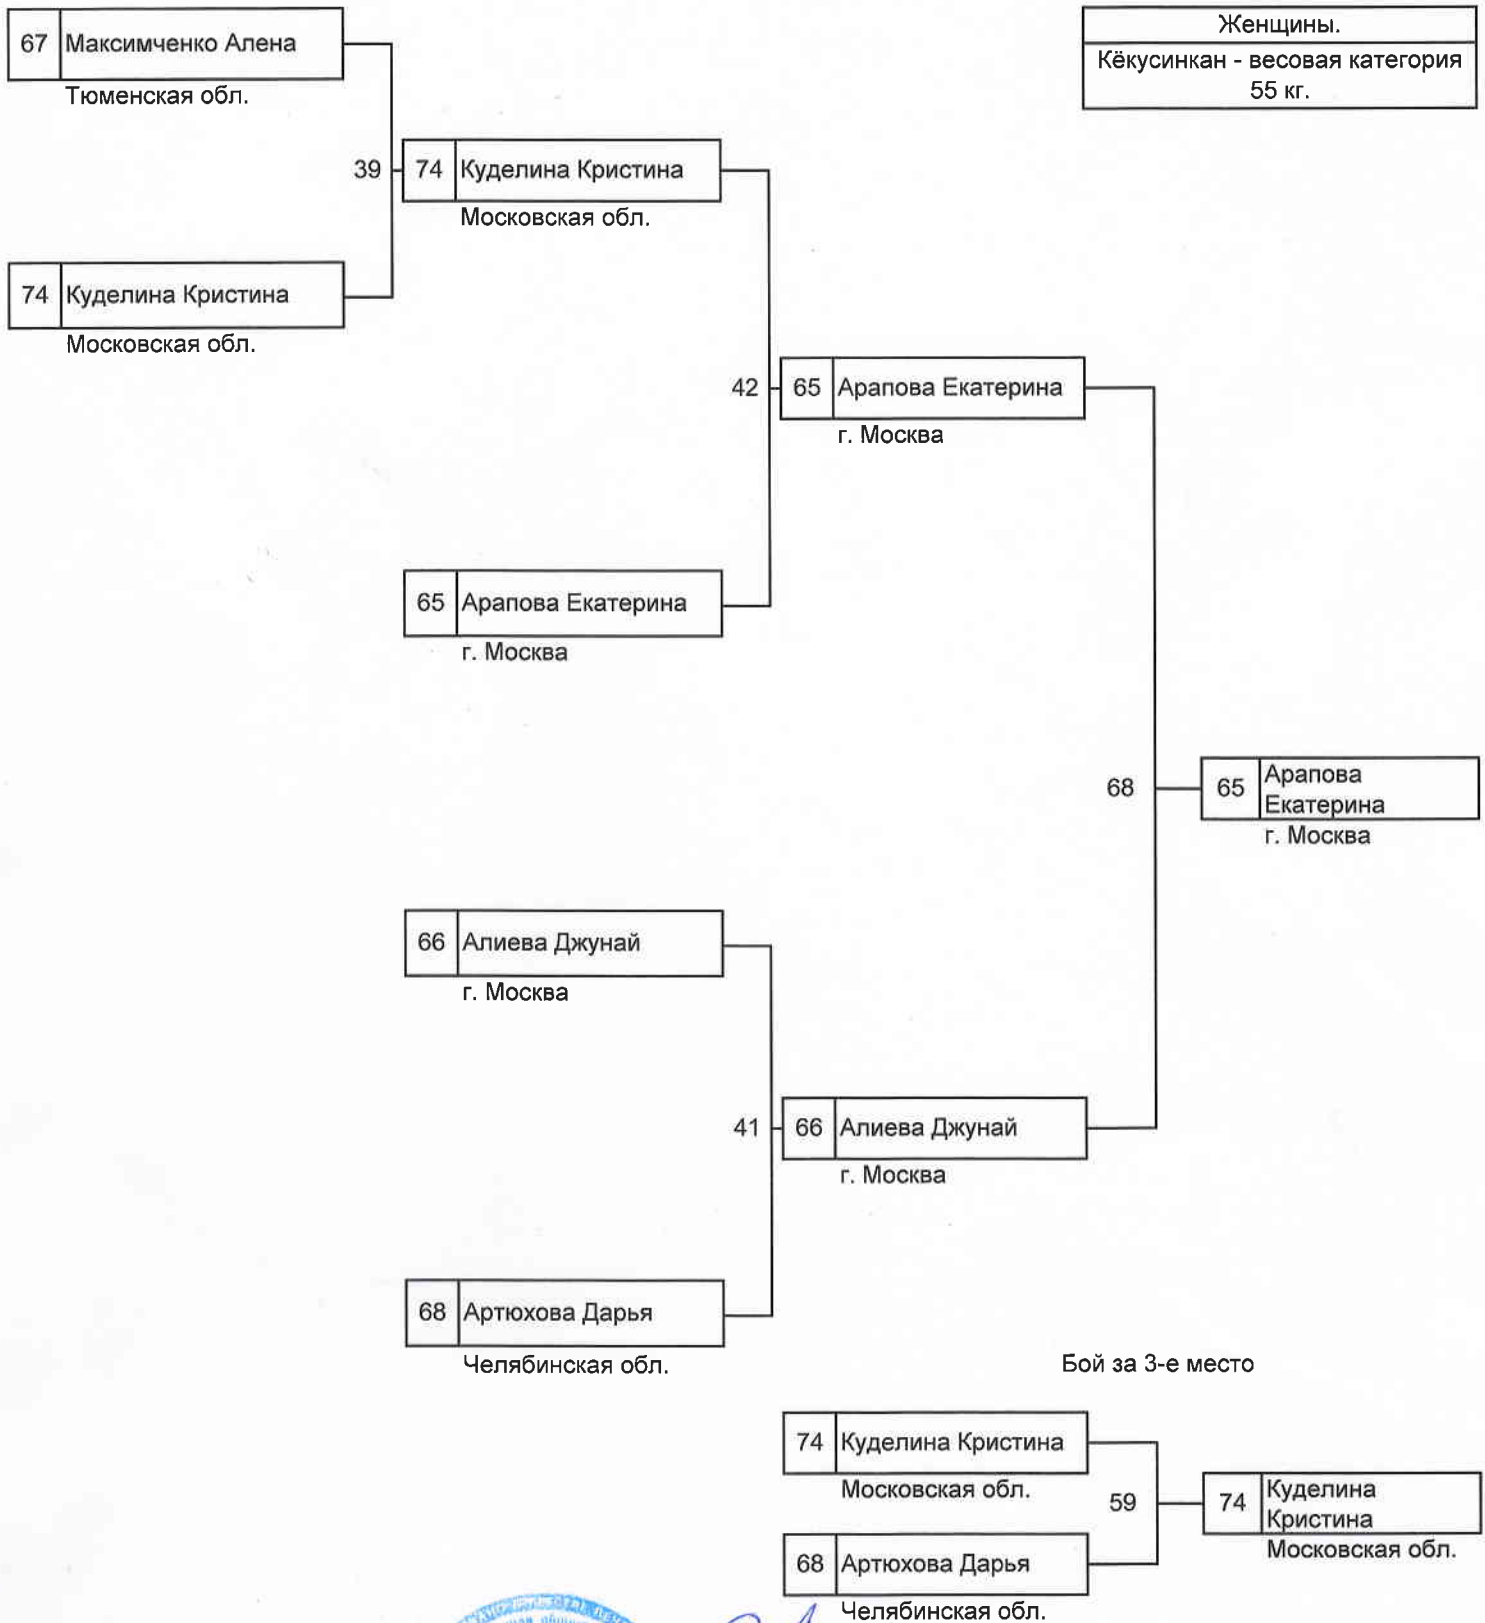 Женщины.
Кёкусинкан - весовая категория
55 кг.
67 Максимченко Алена
Тюменская обл.
39 74 Куделина Кристина
Московская обл.
74 Куделина Кристина
Московская обл.
42 65 Арапова Екатерина
г. Москва
65 Арапова Екатерина
г. Москва
68 65 Арапова
Екатерина
г. Москва
66 Алиева Джунай
г. Москва
41 66 Алиева Джунай
г. Москва
68 Артюхова Дарья
Челябинская обл.
Бой за 3-е место
74 Куделина Кристина
Московская обл.
59 74 Куделина
Кристина
Московская обл.
68 Артюхова Дарья
Челябинская обл.